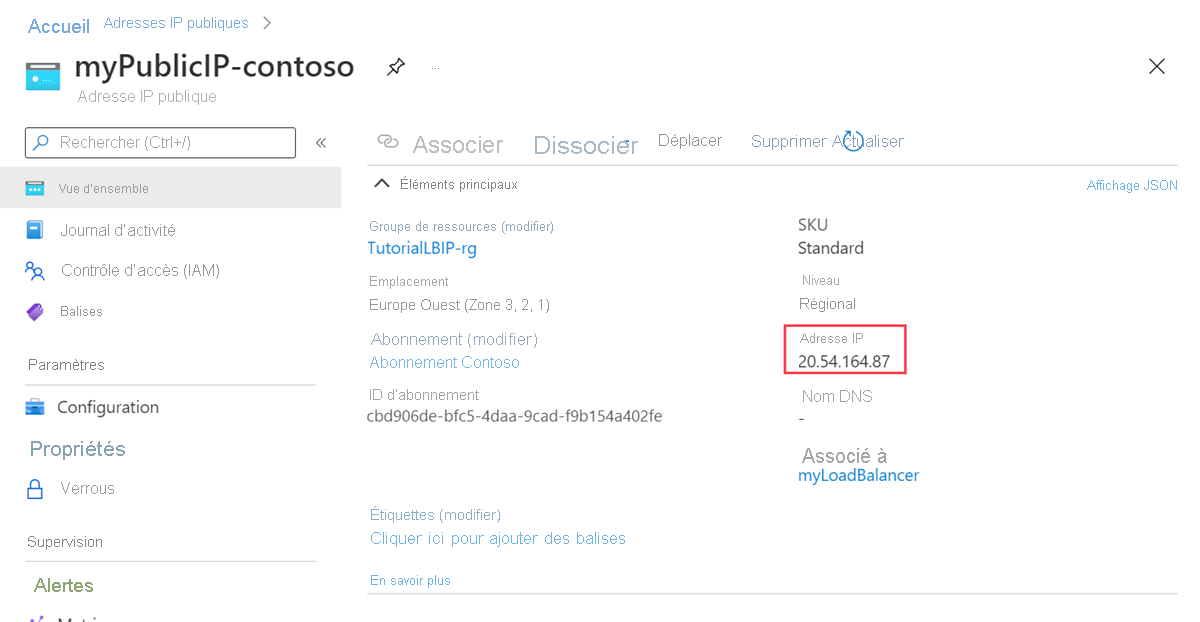 Accueil Adresses IP publiques >
myPublicIP-contoso ...
Adresse IP publique
Rechercher (Ctrl+/) «
Vue d'ensemble
Journal d'activité
Contrôle d'accès (IAM)
Balises
Paramètres
Configuration
Propriétés
Verrous
Supervision
Alertes
Associer Dissocier Déplacer Supprimer Actualiser
Éléments principaux Affichage JSON
Groupe de ressources (modifier)
TutorialLBIP-rg
Emplacement
Europe Ouest (Zone 3, 2, 1)
Abonnement (modifier)
Abonnement Contoso
ID d'abonnement
cbd906de-bfc5-4daa-9cad-f9b154a402fe
SKU
Standard
Niveau
Régional
Adresse IP
20.54.164.87
Nom DNS
-
Associé à
myLoadBalancer
Étiquettes (modifier)
Cliquer ici pour ajouter des balises
En savoir plus